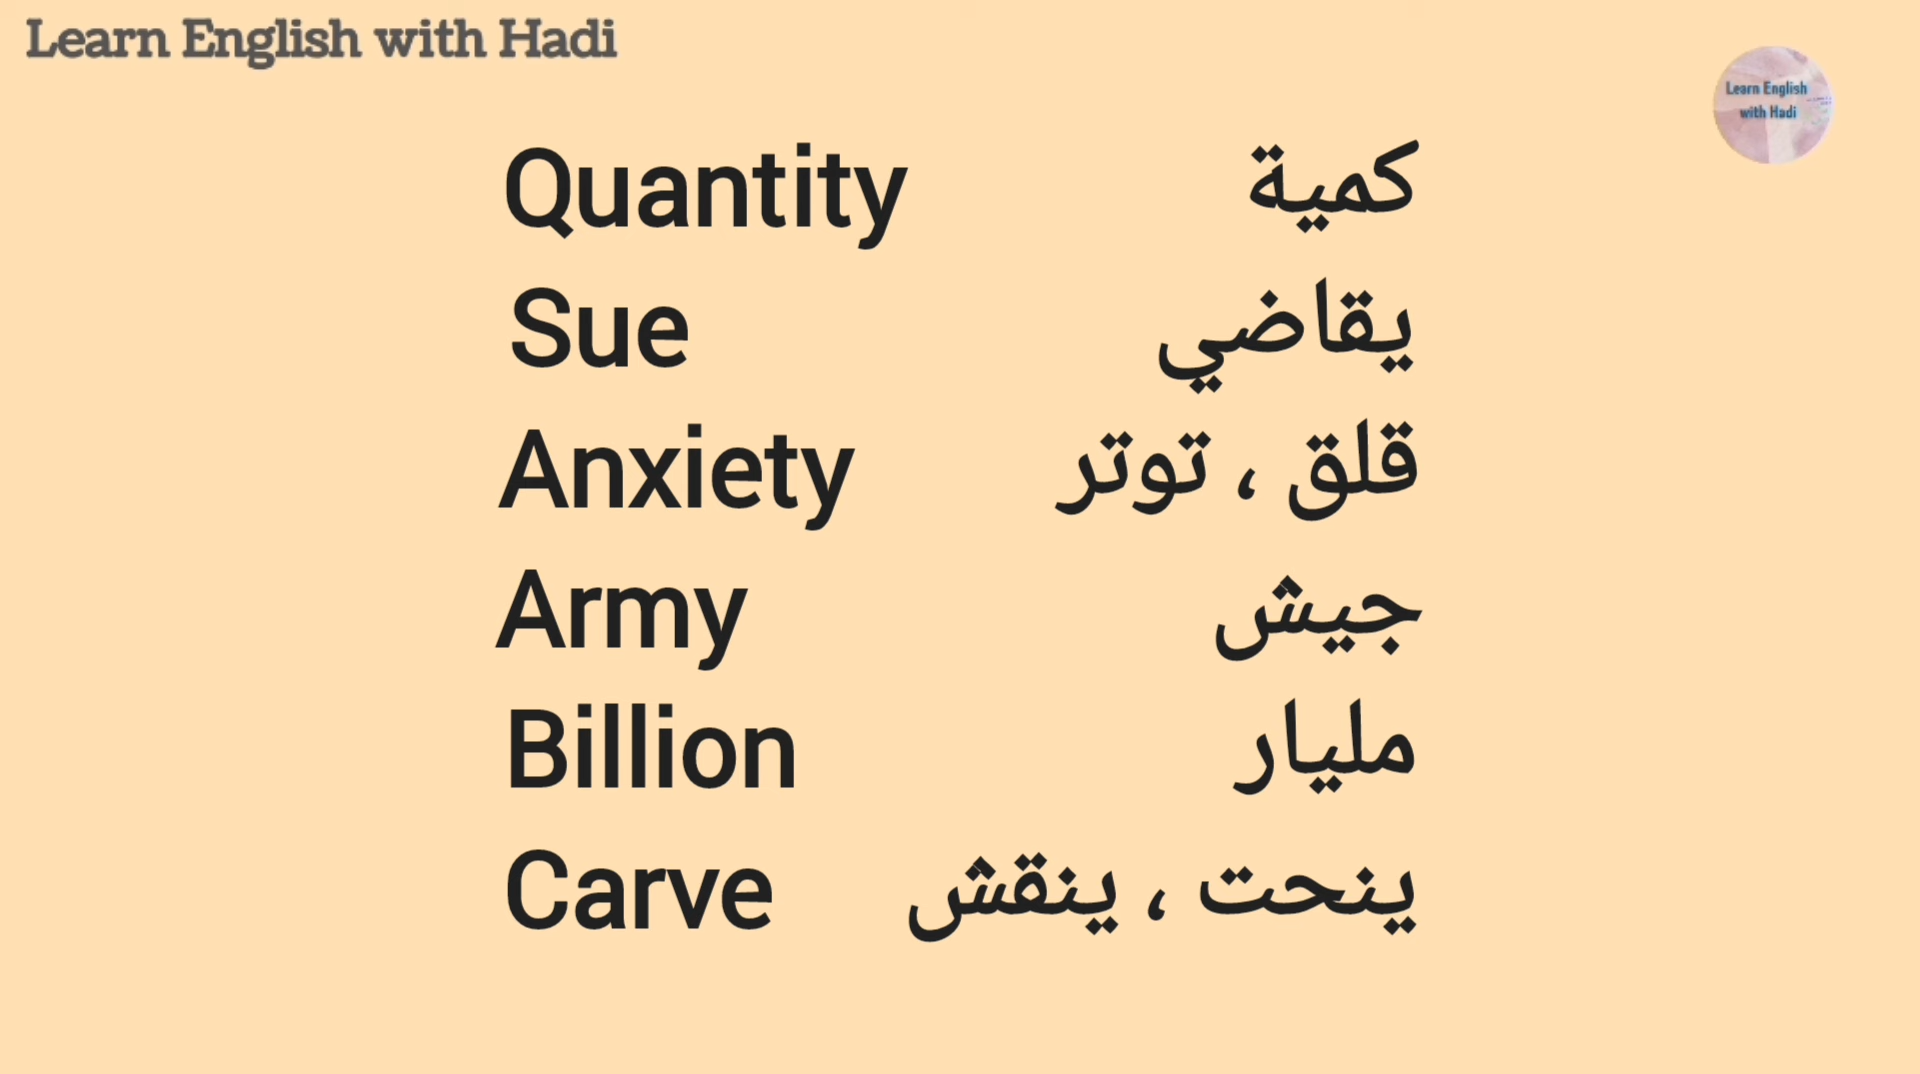 Learn English with Hadi
Learn English
with Hadi
Quantity كمية
Sue يقاضي
Anxiety قلق ، توتر
Army جيش
Billion مليار
Carve ينحت ، ينقش